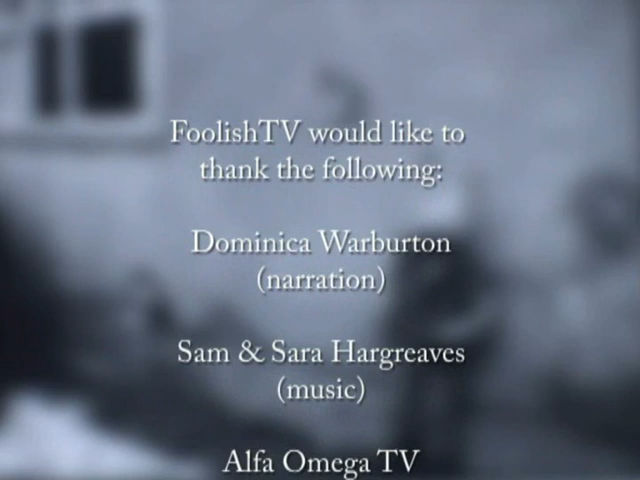 FoolishTV would like to
thank the following:
Dominica Warburton
(narration)
Sam & Sara Hargreaves
(music)
Alfa Omega TV